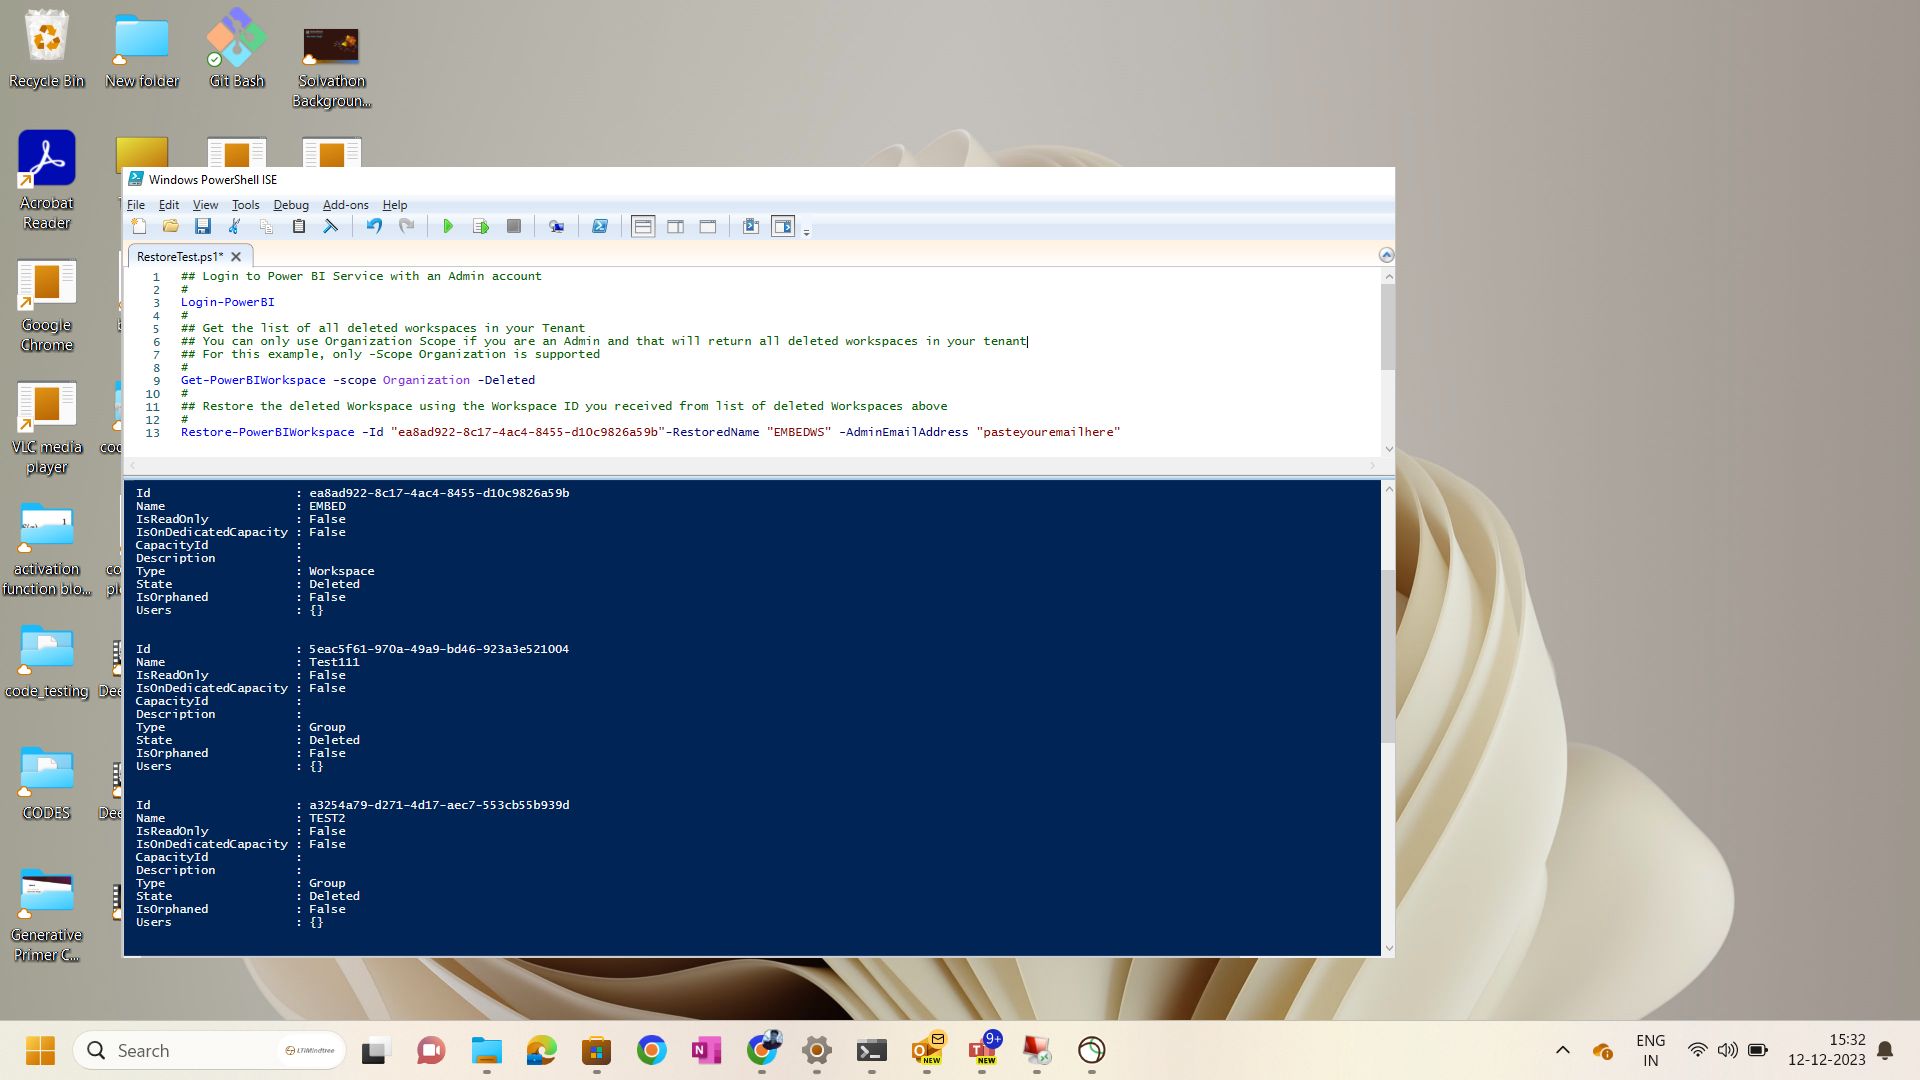 Recycle Bin
New folder
Git Bash
Solvathon
Backgroun...
Acrobat
Reader
Google
Chrome
VLC media
player
activation
function blo...
code_testing
CODES
Generative
Primer C...
Windows PowerShell ISE
File Edit View Tools Debug Add-ons Help
RestoreTest.ps1*
1 ## Login to Power BI Service with an Admin account
2 #
3 Login-PowerBI
4 #
5 ## Get the list of all deleted workspaces in your Tenant
6 ## You can only use Organization Scope if you are an Admin and that will return all deleted workspaces in your tenant
7 ## For this example, only -Scope Organization is supported
8 #
9 Get-PowerBIWorkspace -scope Organization -Deleted
10 #
11 ## Restore the deleted Workspace using the Workspace ID you received from list of deleted Workspaces above
12 #
13 Restore-PowerBIWorkspace -Id "ea8ad922-8c17-4ac4-8455-d10c9826a59b"-RestoredName "EMBEDWS" -AdminEmailAddress "pasteyouremailhere"
Id : ea8ad922-8c17-4ac4-8455-d10c9826a59b
Name : EMBED
IsReadOnly : False
IsOnDedicatedCapacity : False
CapacityId :
Description :
Type : Workspace
State : Deleted
IsOrphaned : False
Users : {}
Id : 5eac5f61-970a-49a9-bd46-923a3e521004
Name : Test111
IsReadOnly : False
IsOnDedicatedCapacity : False
CapacityId :
Description :
Type : Group
State : Deleted
IsOrphaned : False
Users : {}
Id : a3254a79-d271-4d17-aec7-553cb55b939d
Name : TEST2
IsReadOnly : False
IsOnDedicatedCapacity : False
CapacityId :
Description :
Type : Group
State : Deleted
IsOrphaned : False
Users : {}
Search
LTIMindtree
NEW
9+
NEW
ENG
IN
15:32
12-12-2023